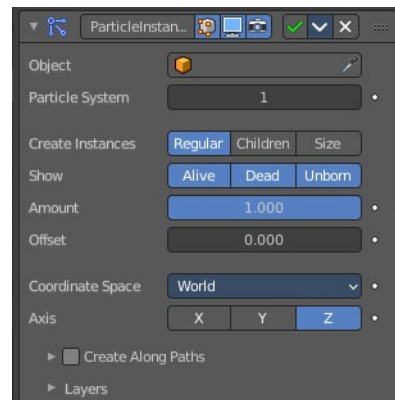 ParticleInstan...
Object
Particle System 1
Create Instances Regular Children Size
Show Alive Dead Unborn
Amount 1.000
Offset 0.000
Coordinate Space World
Axis X Y Z
Create Along Paths
Layers